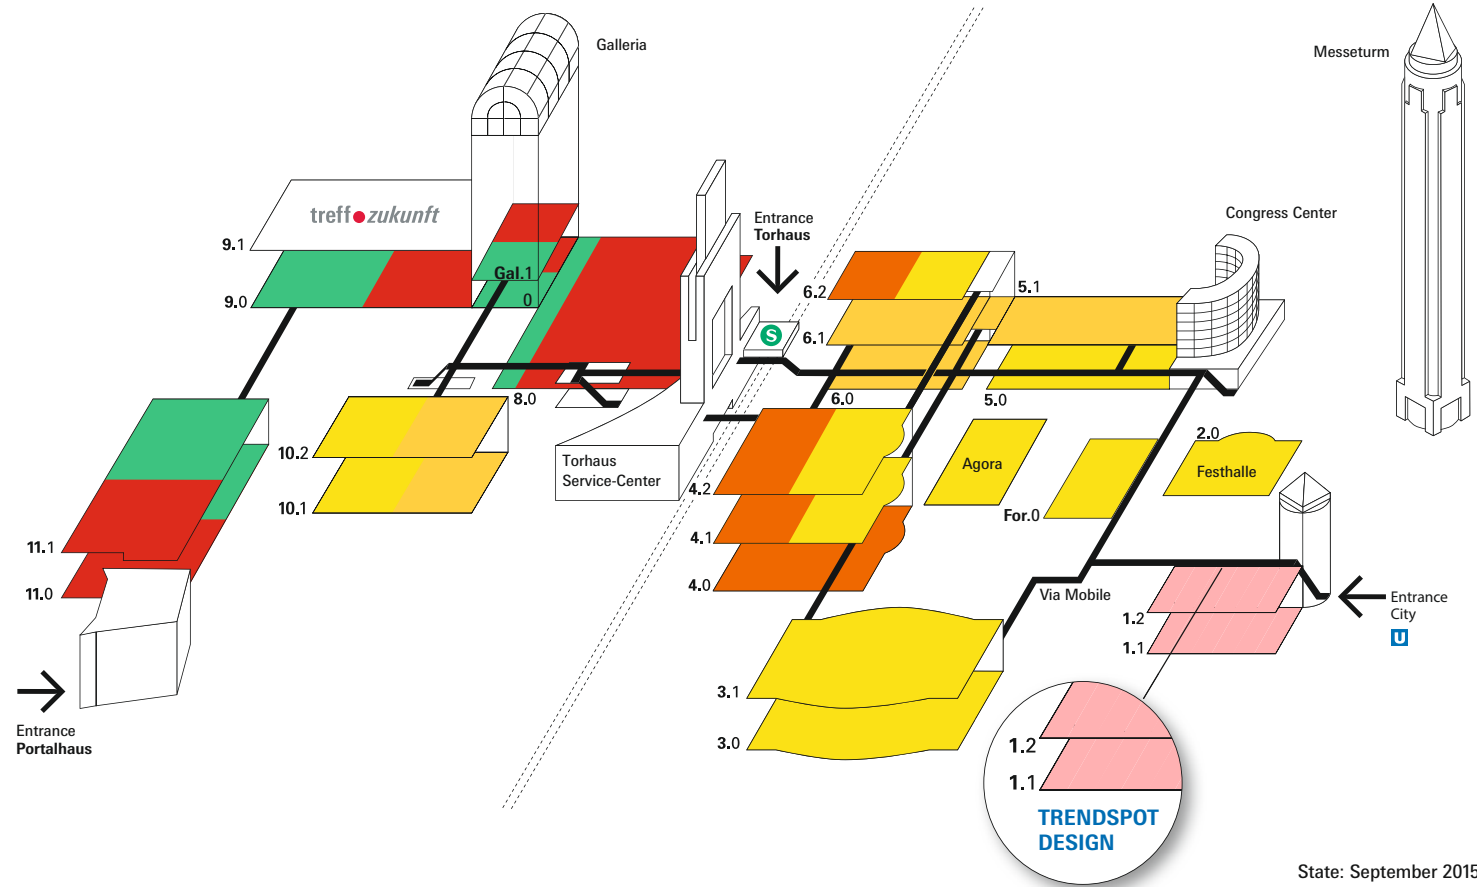 Galleria
Messeturm
treff•zukunft
Entrance
Torhaus
Congress Center
9.1
Gal.1
0
9.0
6.2
5.1
6.1
S
8.0
6.0
5.0
10.2
10.1
Torhaus
Service-Center
4.2
4.1
4.0
Agora
For.0
2.0
Festhalle
11.1
11.0
Via Mobile
1.2
1.1
Entrance
City
U
3.1
3.0
Entrance
Portalhaus
1.2
1.1
TRENDSPOT
DESIGN
State: September 2015